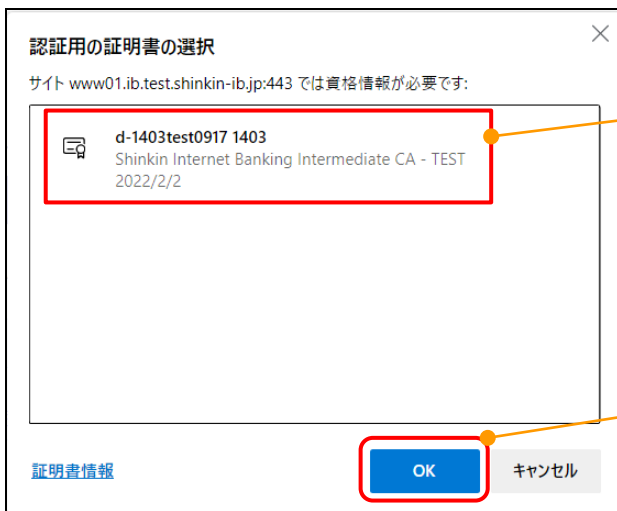 認証用の証明書の選択
サイト www01.ib.test.shinkin-ib.jp:443 では資格情報が必要です:
d-1403test0917 1403
Shinkin Internet Banking Intermediate CA - TEST
2022/2/2
証明書情報
OK
キャンセル